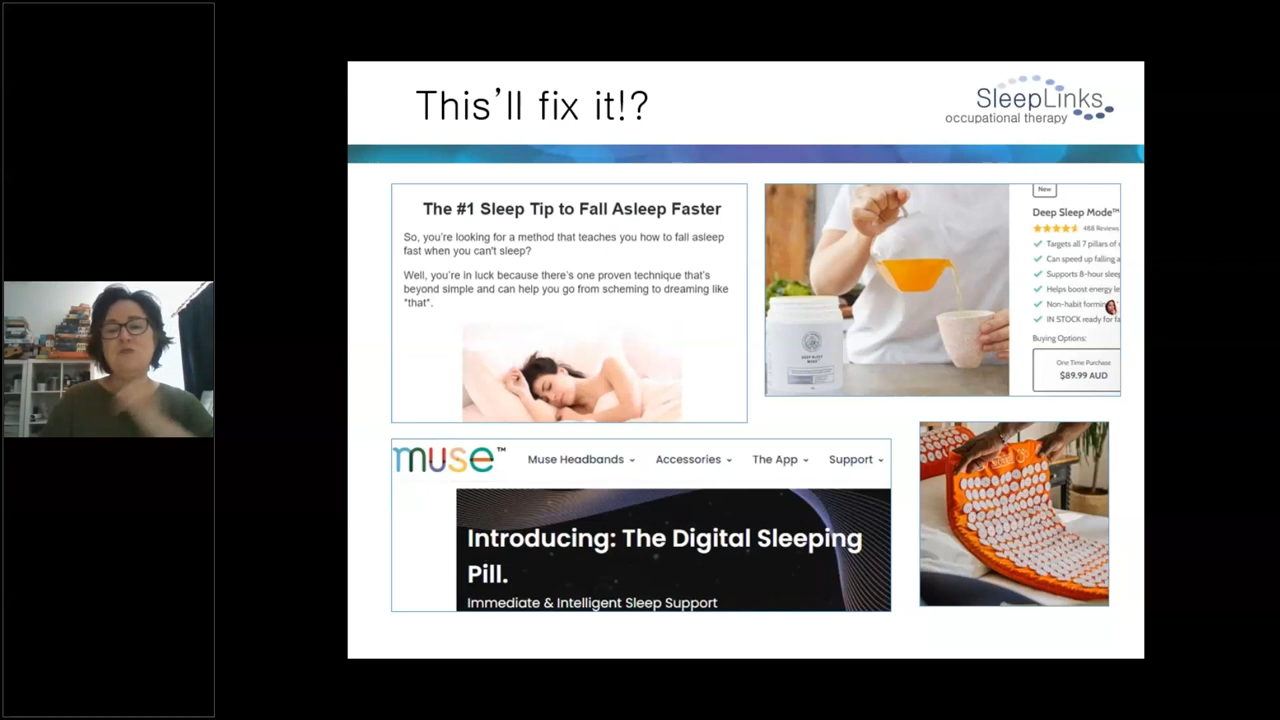 This'll fix it!?
SleepLinks
occupational therapy
The #1 Sleep Tip to Fall Asleep Faster
So, you're looking for a method that teaches you how to fall asleep
fast when you can't sleep?
Well, you're in luck because there's one proven technique that's
beyond simple and can help you go from scheming to dreaming like
*that*.
New
Deep Sleep Mode™
488 Reviews
Targets all 7 pillars of
Can speed up falling
Supports 8-hour
Helps boost energy
Non-habit
IN STOCK ready for
Buying Options:
One Time Purchase
$89.99 AUD
DEEP SLEEP
MODE
muse™
Muse Headbands
Accessories
The App
Support
Introducing: The Digital Sleeping
Pill.
Immediate & Intelligent Sleep Support